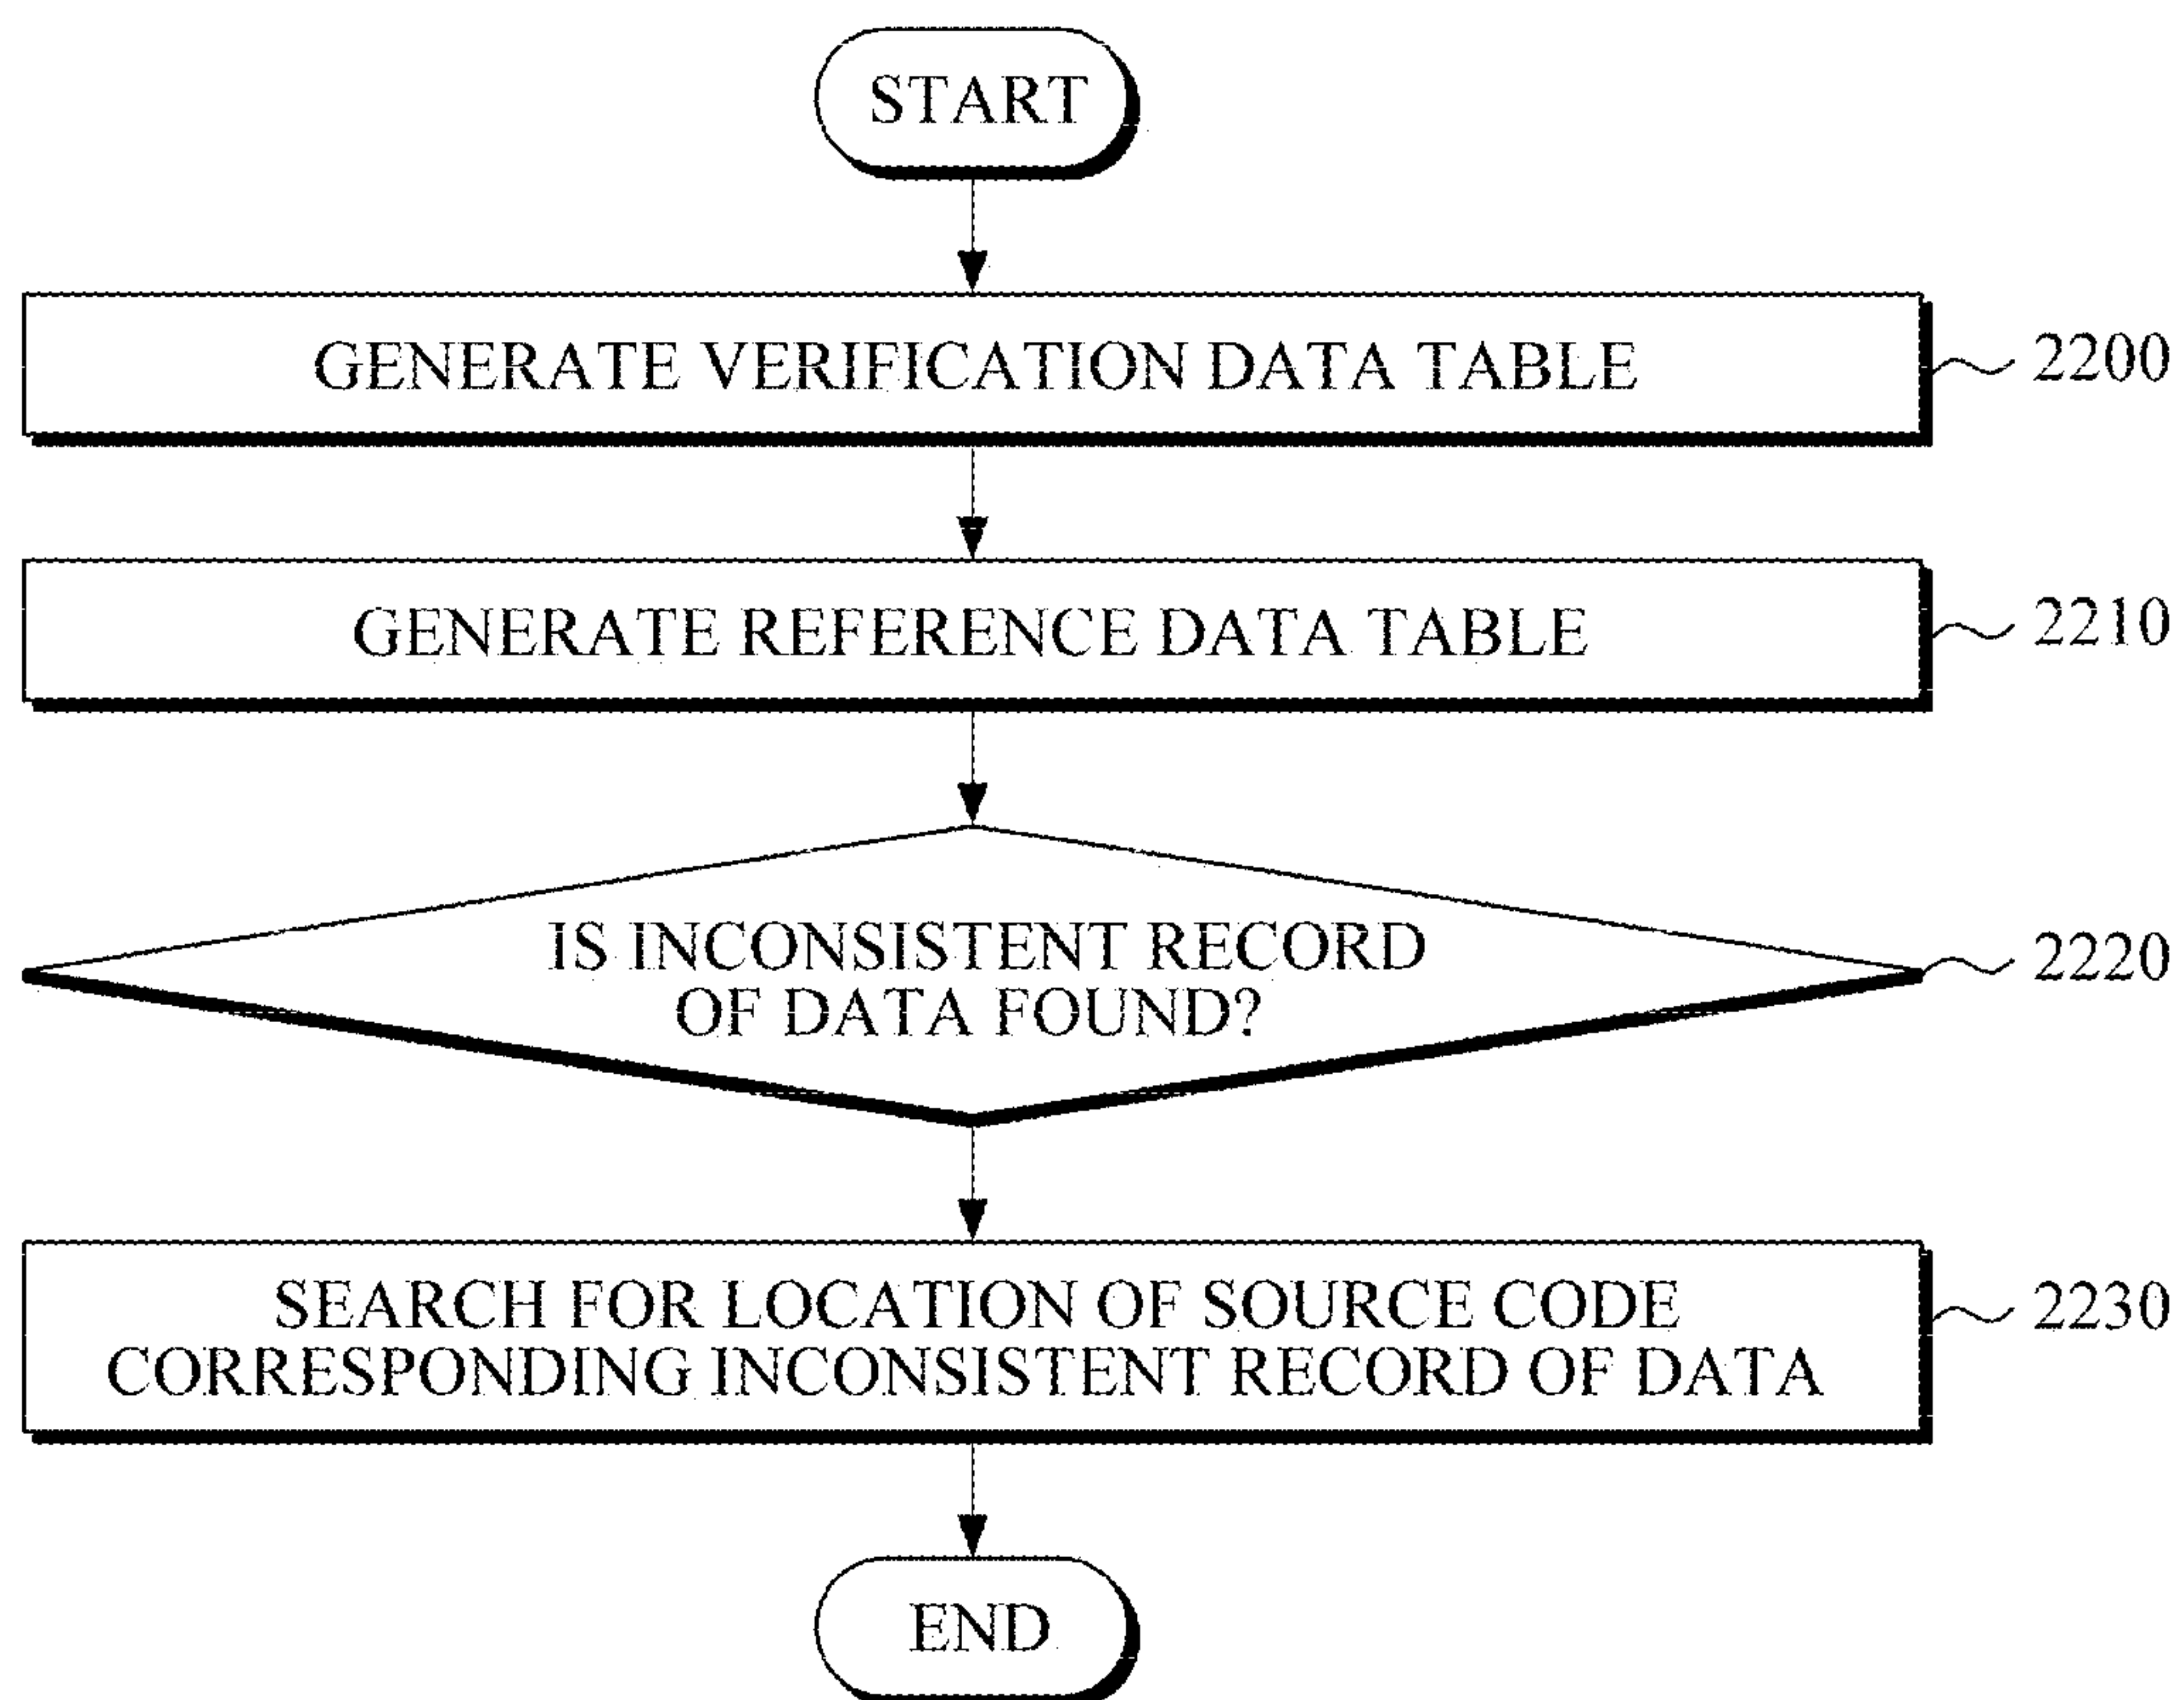 START
GENERATE VERIFICATION DATA TABLE
2200
GENERATE REFERENCE DATA TABLE
2210
IS INCONSISTENT RECORD
OF DATA FOUND?
2220
SEARCH FOR LOCATION OF SOURCE CODE
CORRESPONDING INCONSISTENT RECORD OF DATA
2230
END